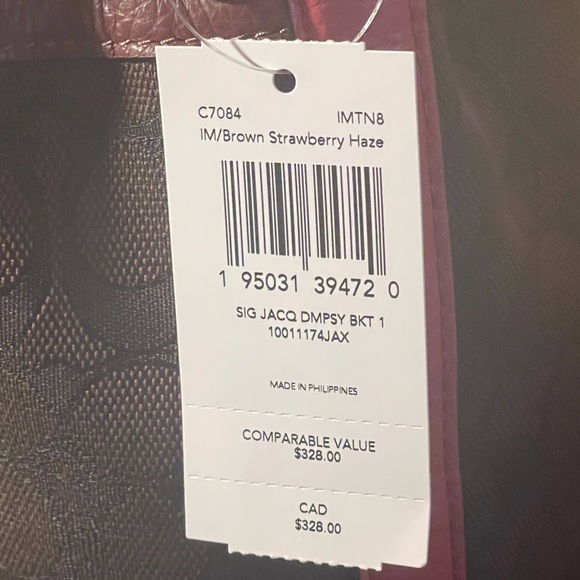 C7084 IMTN8
IM/Brown Strawberry Haze
1 95031 39472 0
SIG JACQ DMPSY BKT 1
10011174JAX
MADE IN PHILIPPINES
COMPARABLE VALUE
$328.00
CAD
$328.00